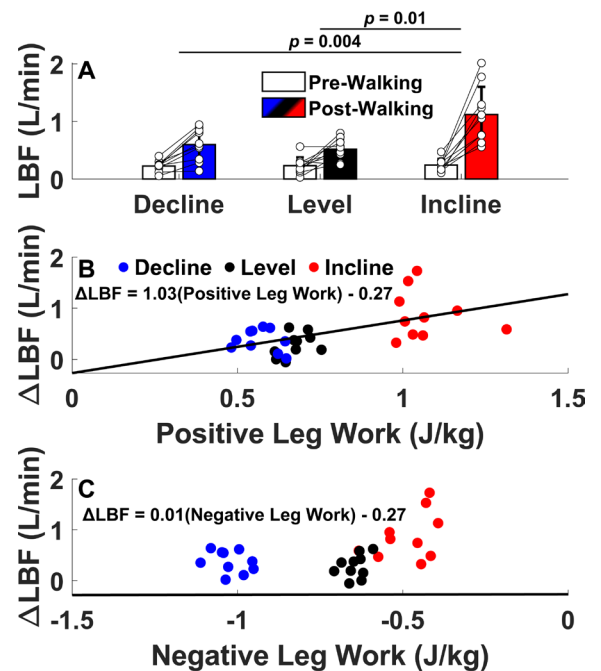 p = 0.01
p = 0.004
A
LBF (L/min)
2
1
0
Pre-Walking
Post-Walking
Decline
Level
Incline
B
Decline
Level
Incline
ΔLBF = 1.03(Positive Leg Work) - 0.27
ΔLBF (L/min)
2
1
0
0
0.5
1
1.5
Positive Leg Work (J/kg)
C
ΔLBF = 0.01(Negative Leg Work) - 0.27
ΔLBF (L/min)
2
1
0
-1.5
-1
-0.5
0
Negative Leg Work (J/kg)